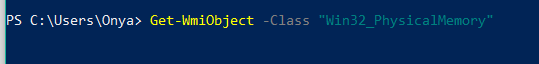 PS C:\Users\Onya> Get-WmiObject -Class "Win32_PhysicalMemory"